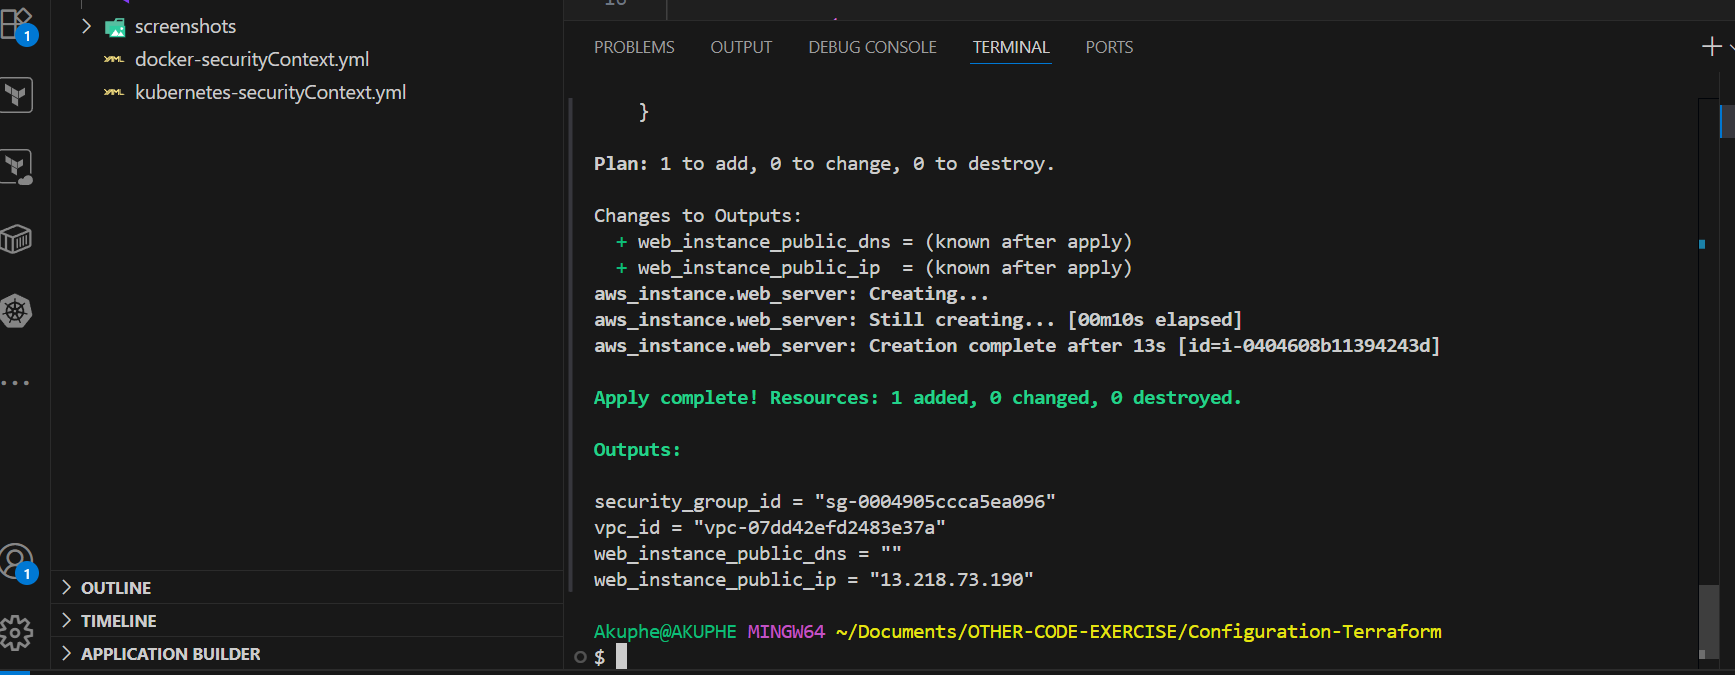 1
screenshots
YAML docker-securityContext.yml
YAML kubernetes-securityContext.yml
1
OUTLINE
TIMELINE
APPLICATION BUILDER
PROBLEMS OUTPUT DEBUG CONSOLE TERMINAL PORTS
}
Plan: 1 to add, 0 to change, 0 to destroy.
Changes to Outputs:
+ web_instance_public_dns = (known after apply)
+ web_instance_public_ip  = (known after apply)
aws_instance.web_server: Creating...
aws_instance.web_server: Still creating... [00m10s elapsed]
aws_instance.web_server: Creation complete after 13s [id=i-0404608b11394243d]
Apply complete! Resources: 1 added, 0 changed, 0 destroyed.
Outputs:
security_group_id = "sg-0004905ccca5ea096"
vpc_id = "vpc-07dd42efd2483e37a"
web_instance_public_dns = ""
web_instance_public_ip = "13.218.73.190"
Akuphe@AKUPHE MINGW64 ~/Documents/OTHER-CODE-EXERCISE/Configuration-Terraform
$